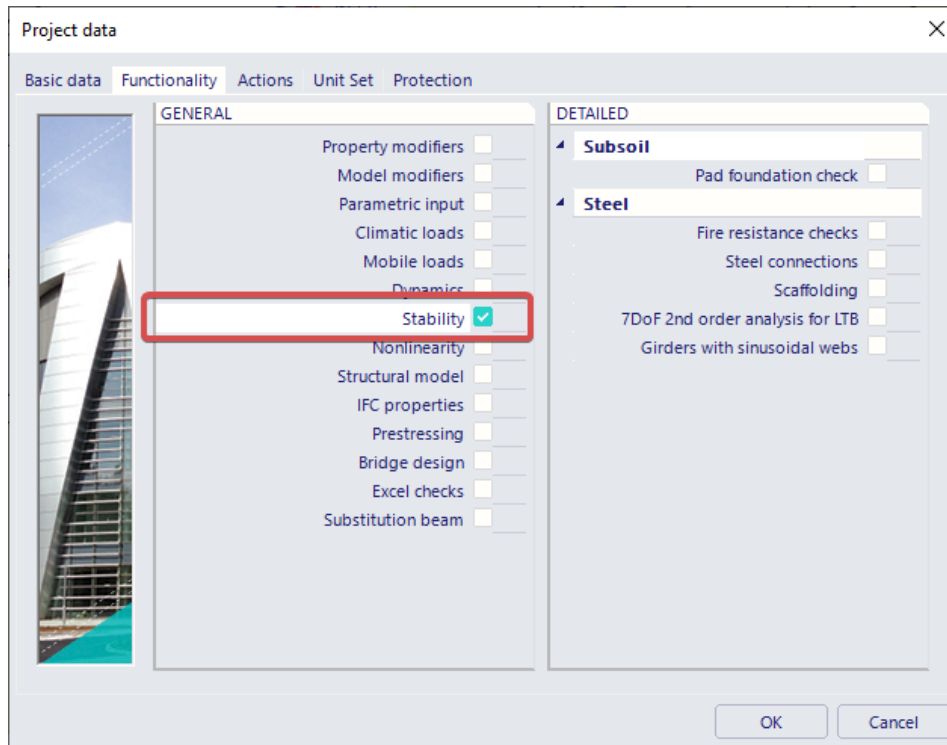 Project data
Basic data Functionality Actions Unit Set Protection
GENERAL
Property modifiers
Model modifiers
Parametric input
Climatic loads
Mobile loads
Dynamics
Stability
Nonlinearity
Structural model
IFC properties
Prestressing
Bridge design
Excel checks
Substitution beam
DETAILED
Subsoil
Pad foundation check
Steel
Fire resistance checks
Steel connections
Scaffolding
7DoF 2nd order analysis for LTB
Girders with sinusoidal webs
OK Cancel